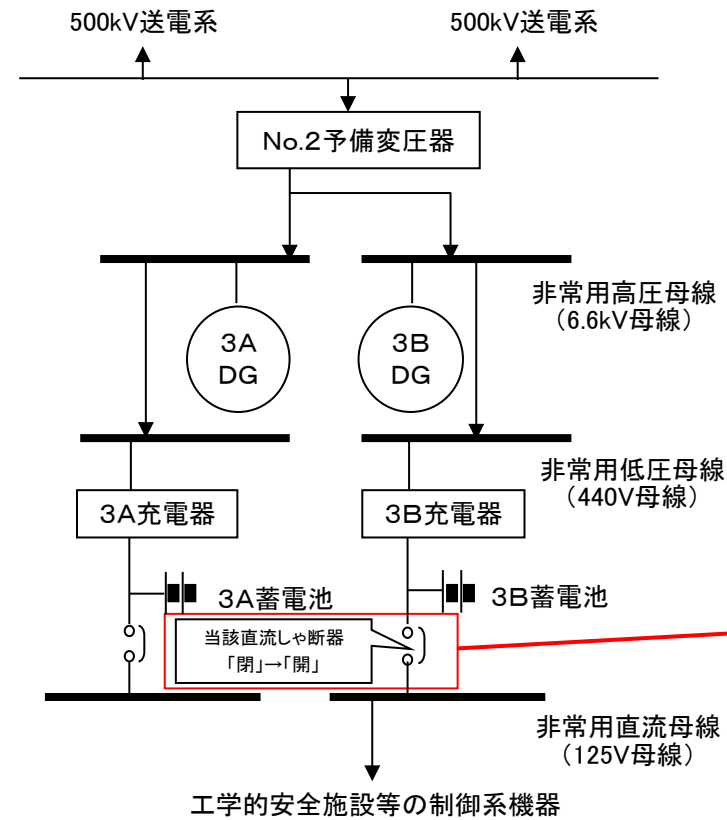 500kV送電系
500kV送電系
No.2予備変圧器
非常用高圧母線
（6.6kV母線）
3A
DG
3B
DG
非常用低圧母線
（440V母線）
3A充電器
3B充電器
3A蓄電池
3B蓄電池
当該直流しゃ断器
「閉」→「開」
非常用直流母線
（125V母線）
工学的安全施設等の制御系機器